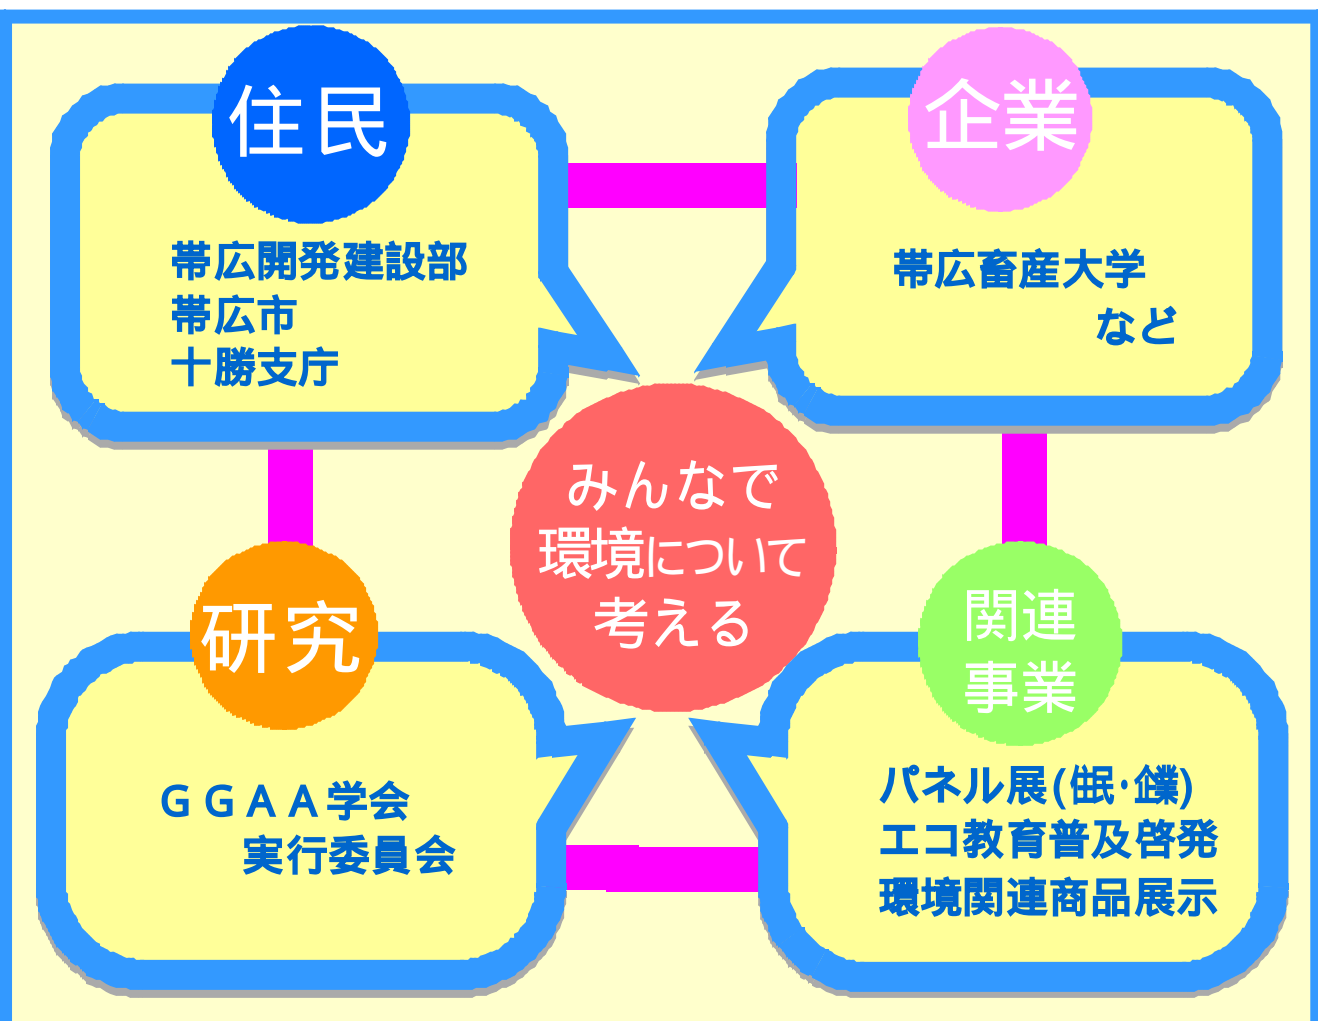 住民
帯広開発建設部
帯広市
十勝支庁
企業
帯広畜産大学
など
みんなで
環境について
考える
研究
ＧＧＡＡ学会
実行委員会
関連
事業
パネル展(住民･企業)
エコ教育普及啓発
環境関連商品展示